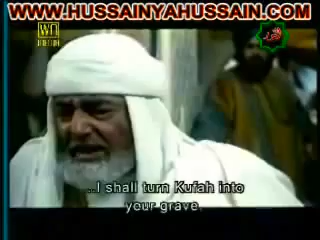 WWW.HUSSAINYAHUSSAIN.COM
..I shall turn Kufah into
your grave.